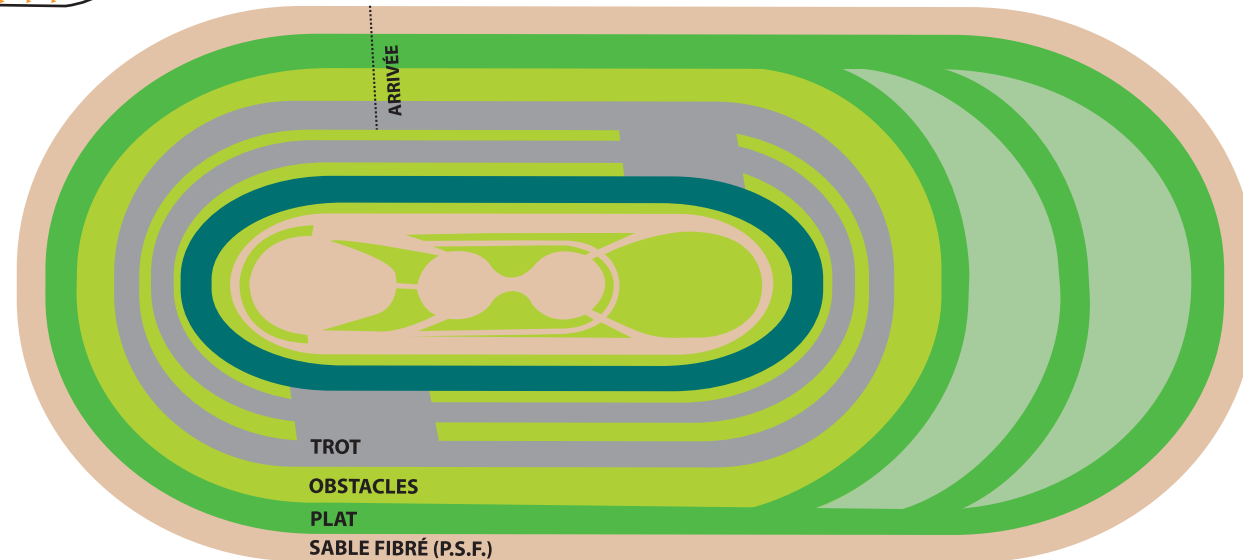 ARRIVÉE
TROT
OBSTACLES
PLAT
SABLE FIBRÉ (P.S.F.)